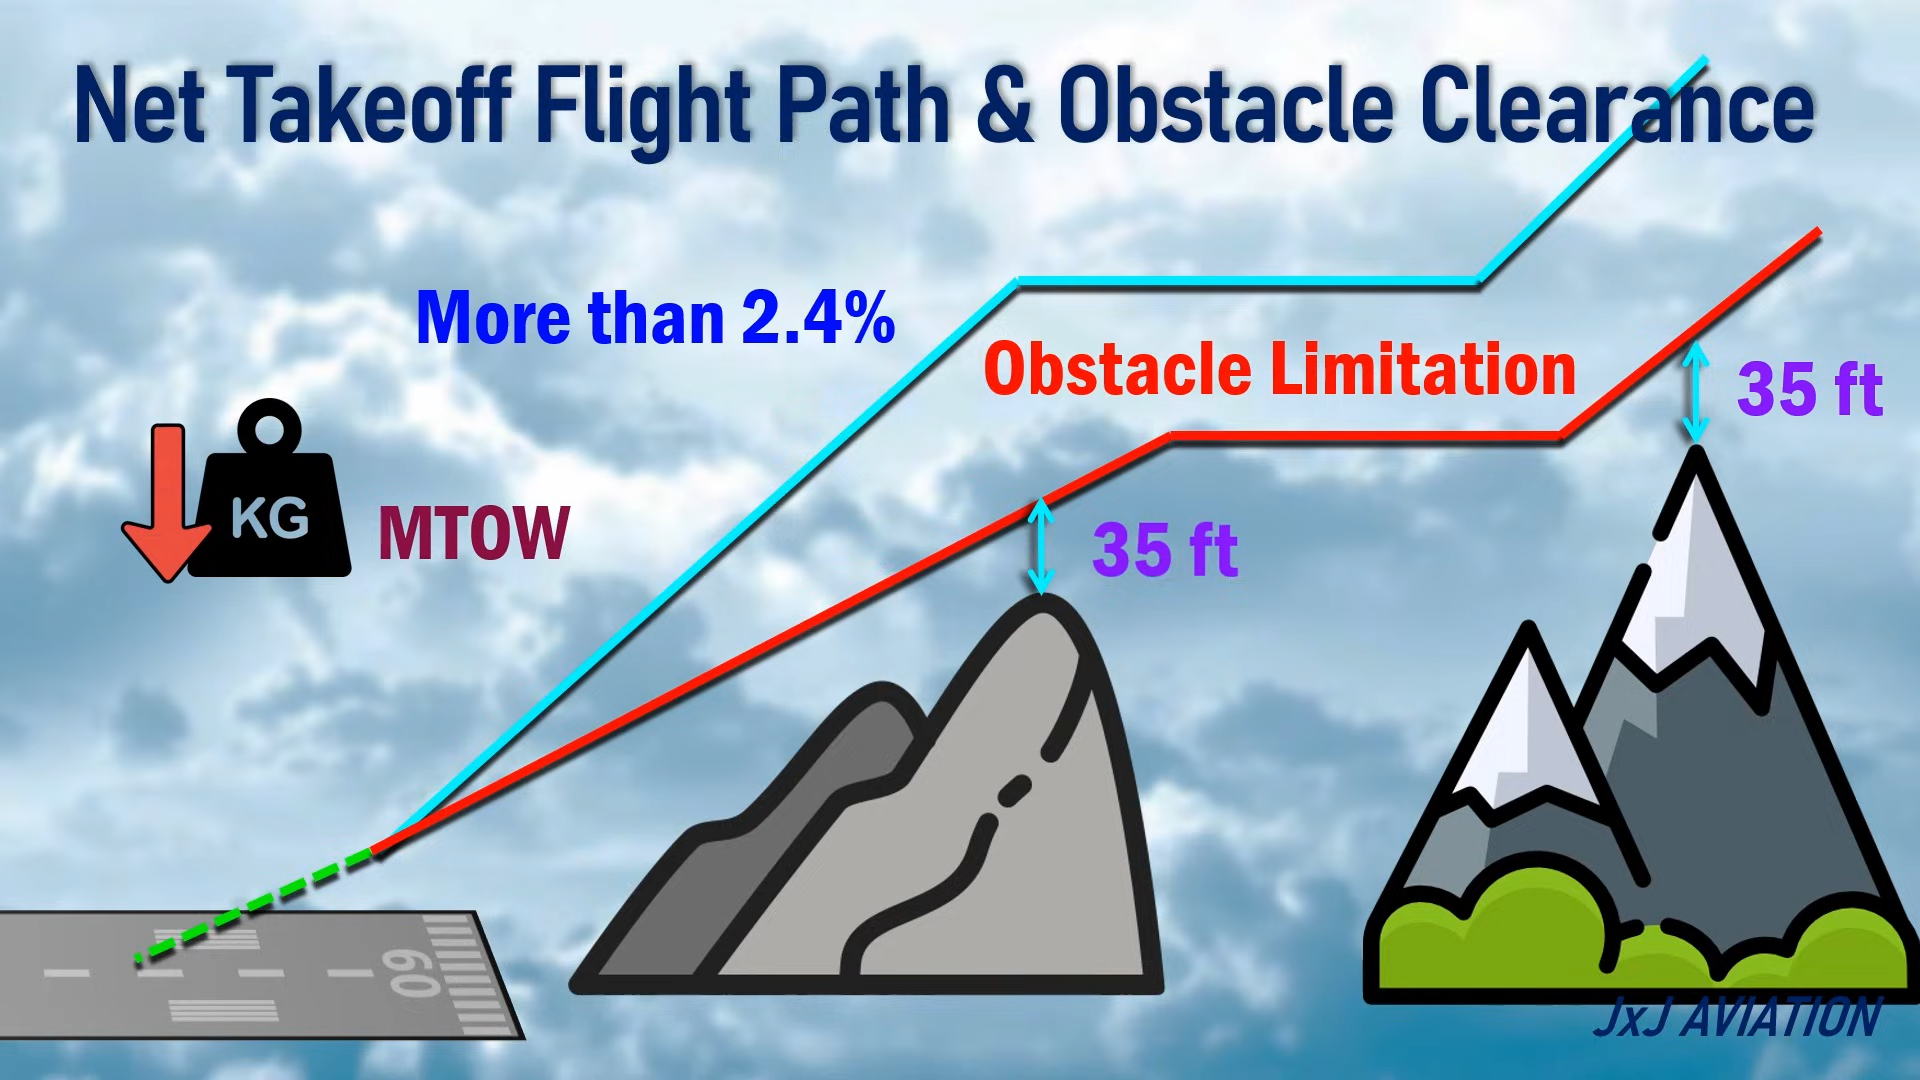 Net Takeoff Flight Path & Obstacle Clearance
More than 2.4%
Obstacle Limitation
35 ft
KG
MTOW
35 ft
09
JxJ AVIATION